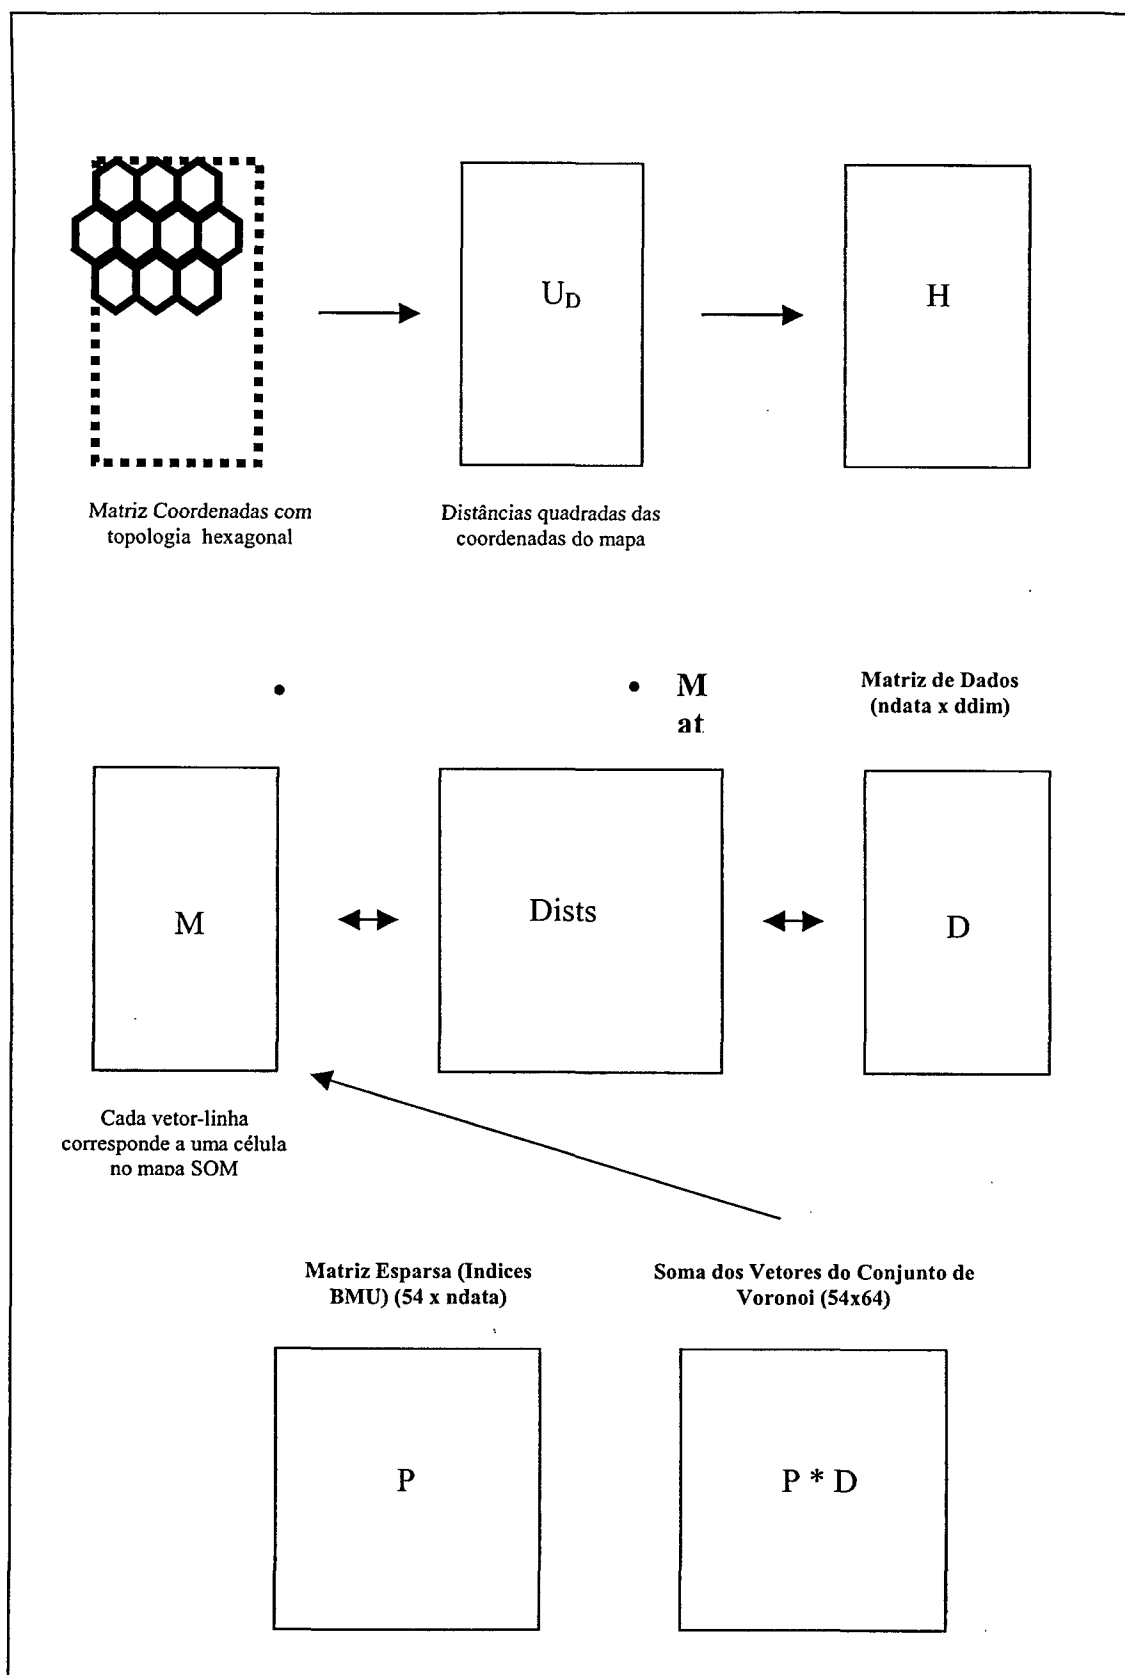 U_D
H
Matriz Coordenadas com
topologia hexagonal
Distâncias quadradas das
coordenadas do mapa
• 
• M
at
Matriz de Dados
(ndata x ddim)
M
Dists
D
Cada vetor-linha
corresponde a uma célula
no mapa SOM
Matriz Esparsa (Indices
BMU) (54 x ndata)
Soma dos Vetores do Conjunto de
Voronoi (54x64)
P
P * D